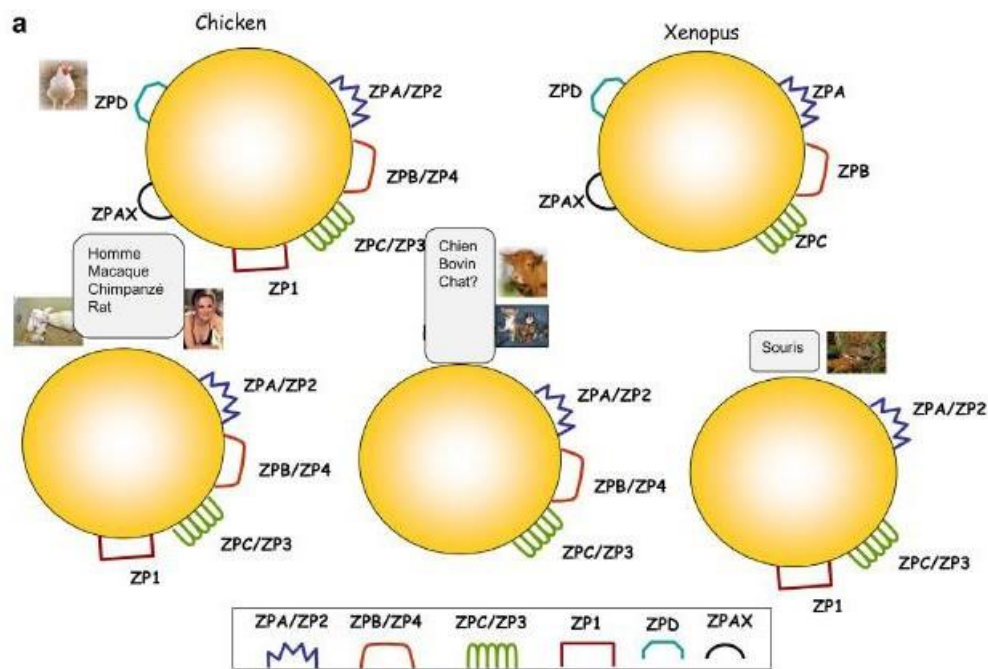 a
Chicken
ZPD
ZPA/ZP2
ZPB/ZP4
ZPAX
ZPC/ZP3
ZP1
Xenopus
ZPD
ZPA
ZPB
ZPAX
ZPC
Homme
Macaque
Chimpanzé
Rat
ZPA/ZP2
ZPB/ZP4
ZPC/ZP3
ZP1
Chien
Bovin
Chat?
ZPA/ZP2
ZPB/ZP4
ZPC/ZP3
Souris
ZPA/ZP2
ZPC/ZP3
ZP1
ZPA/ZP2 ZPB/ZP4 ZPC/ZP3 ZP1 ZPD ZPAX